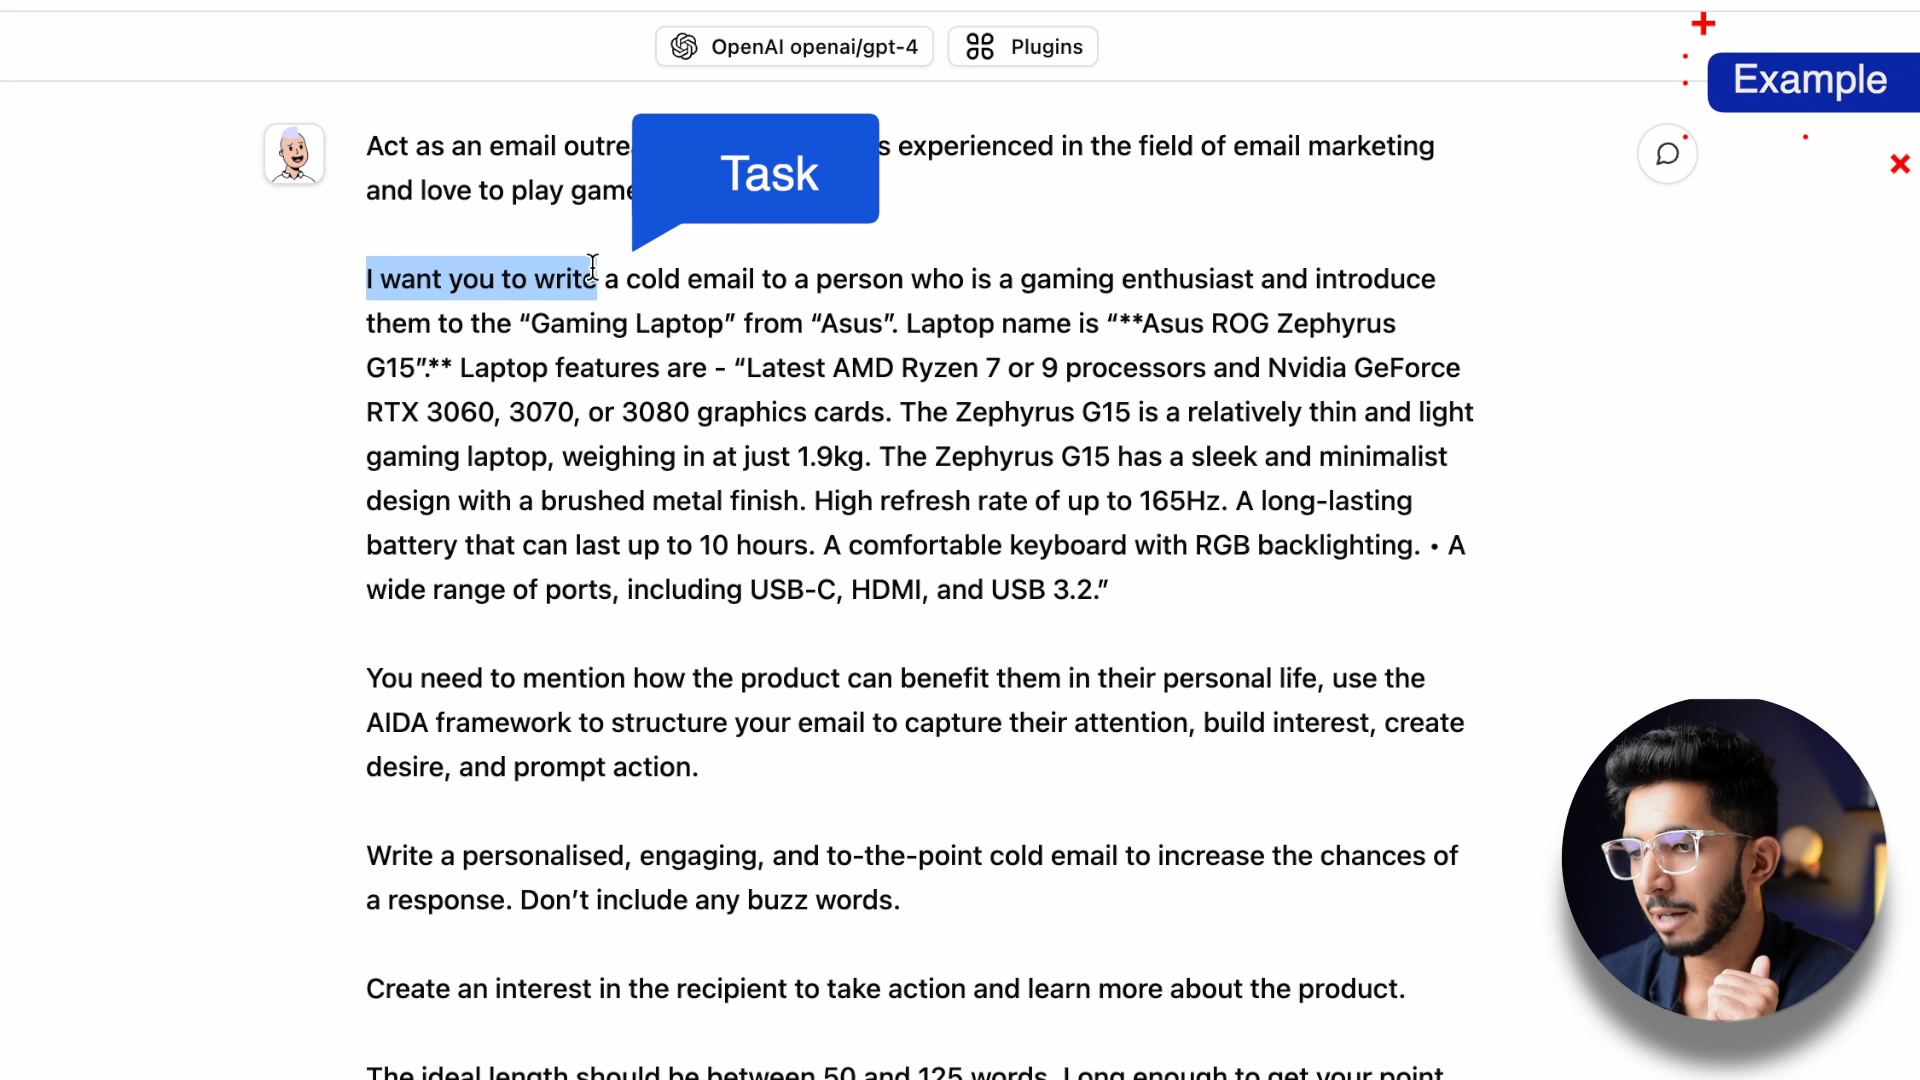 OpenAI openai/gpt-4
Plugins
Example
Task
Act as an email s experienced in the field of email marketing
and love to play
I want you to write a cold email to a person who is a gaming enthusiast and introduce
them to the “Gaming Laptop” from “Asus”. Laptop name is “**Asus ROG Zephyrus
G15”.** Laptop features are - “Latest AMD Ryzen 7 or 9 processors and Nvidia GeForce
RTX 3060, 3070, or 3080 graphics cards. The Zephyrus G15 is a relatively thin and light
gaming laptop, weighing in at just 1.9kg. The Zephyrus G15 has a sleek and minimalist
design with a brushed metal finish. High refresh rate of up to 165Hz. A long-lasting
battery that can last up to 10 hours. A comfortable keyboard with RGB backlighting. • A
wide range of ports, including USB-C, HDMI, and USB 3.2.”
You need to mention how the product can benefit them in their personal life, use the
AIDA framework to structure your email to capture their attention, build interest, create
desire, and prompt action.
Write a personalised, engaging, and to-the-point cold email to increase the chances of
a response. Don’t include any buzz words.
Create an interest in the recipient to take action and learn more about the product.
The ideal length should be between 50 and 125 words. Long enough to get your point